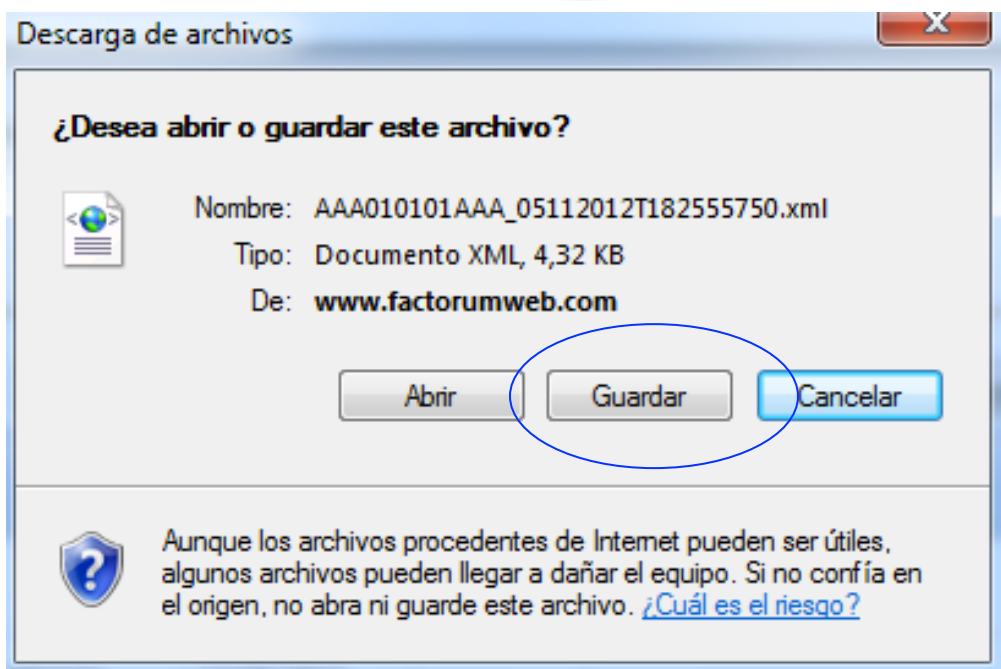 Descarga de archivos
X
¿Desea abrir o guardar este archivo?
Nombre: AAA010101AAA_05112012T182555750.xml
Tipo: Documento XML, 4,32 KB
De: www.factorumweb.com
Abrir Guardar Cancelar
Aunque los archivos procedentes de Internet pueden ser útiles,
algunos archivos pueden llegar a dañar el equipo. Si no confía en
el origen, no abra ni guarde este archivo. ¿Cuál es el riesgo?